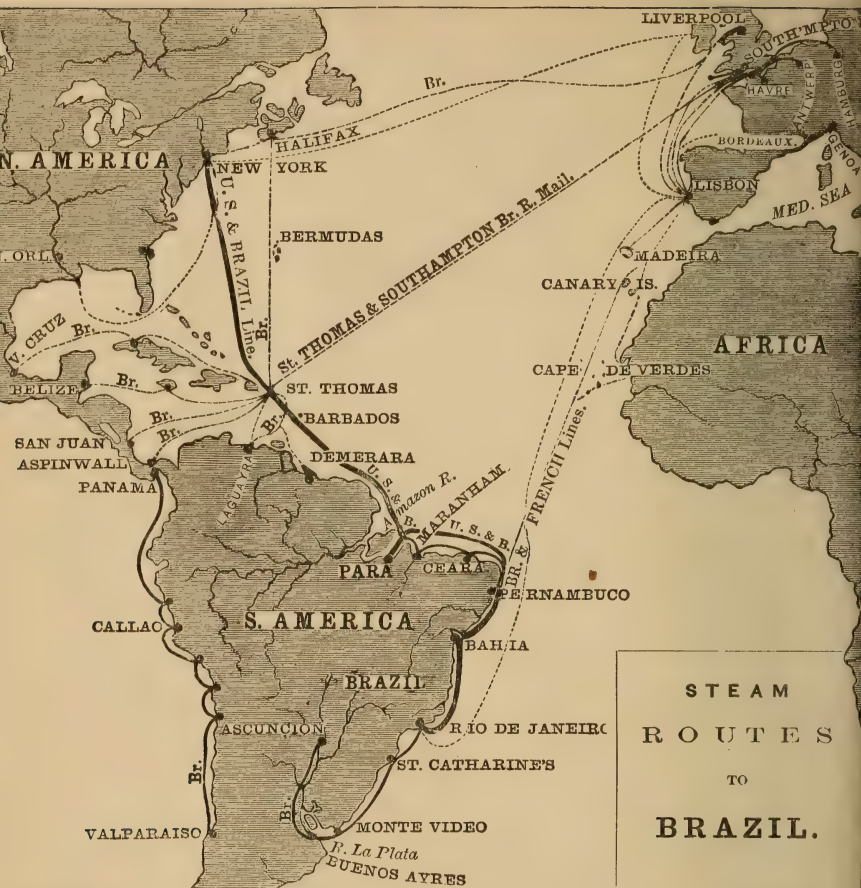 LIVERPOOL
SOUTH'MPTO
HAVRE
ANTWERP
HAMBURG
Br.
HALIFAX
BORDEAUX.
GENOA
N. AMERICA
NEW YORK
LISBON
MED. SEA
U. S. & BRAZIL Line.
Br.
BERMUDAS
St. THOMAS & SOUTHAMPTON Br. R. Mail.
N. ORL.
MADEIRA
CANARY IS.
V. CRUZ
Br.
AFRICA
CAPE DE VERDES
BELIZE
Br.
ST. THOMAS
Br.
Br.
Br.
BARBADOS
SAN JUAN
ASPINWALL
PANAMA
LAGUAYRA
DEMERARA
U. S. &
B.
Amazon R.
MARANHAM
U. S. & B.
BR. & FRENCH Lines.
PARA
CEARA
PERNAMBUCO
CALLAO
S. AMERICA
BAHIA
BRAZIL
ASCUNCION
RIO DE JANEIRO
ST. CATHARINE'S
Br.
Br.
VALPARAISO
MONTE VIDEO
R. La Plata
BUENOS AYRES
STEAM
ROUTES
TO
BRAZIL.